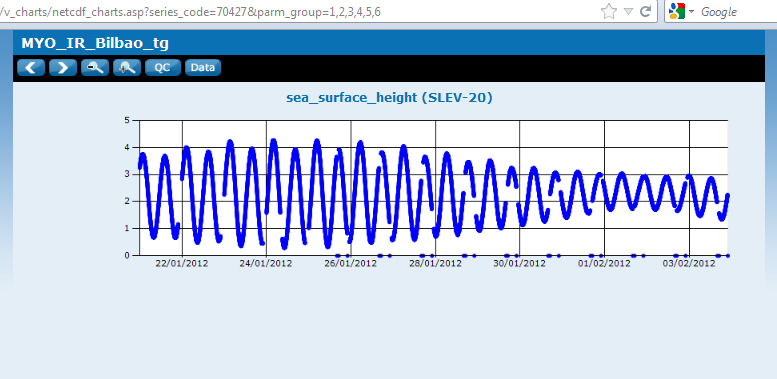 /v_charts/netcdf_charts.asp?series_code=70427&parm_group=1,2,3,4,5,6
Google
MYO_IR_Bilbao_tg
QC
Data
sea_surface_height (SLEV-20)
5
4
3
2
1
0
22/01/2012
24/01/2012
26/01/2012
28/01/2012
30/01/2012
01/02/2012
03/02/2012